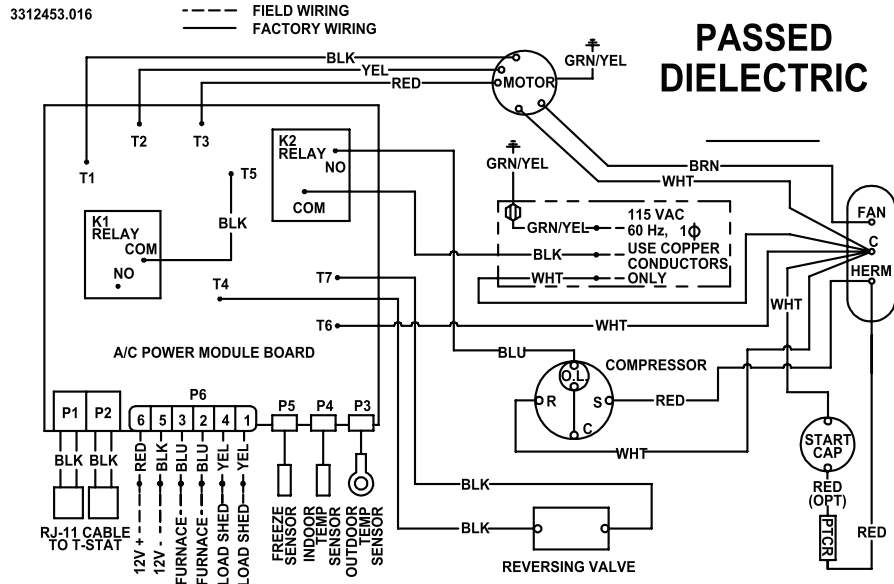 3312453.016
FIELD WIRING
FACTORY WIRING
PASSED
DIELECTRIC
BLK
YEL
RED
MOTOR
GRN/YEL
T1
T2
T3
T5
K2
RELAY
NO
COM
BLK
K1
RELAY
COM
NO
T4
T7
T6
A/C POWER MODULE BOARD
GRN/YEL
GRN/YEL
BLK
WHT
115 VAC
60 Hz, 1ϕ
USE COPPER
CONDUCTORS
ONLY
BRN
WHT
FAN
C
HERM
WHT
WHT
BLU
COMPRESSOR
O.L.
R
S
C
RED
WHT
START
CAP
RED
(OPT)
PTCR
RED
BLK
BLK
REVERSING VALVE
P1
P2
P6
6
5
3
2
4
1
P5
P4
P3
BLK
BLK
RED
BLK
BLU
BLU
YEL
YEL
RJ-11 CABLE
TO T-STAT
12V +
12V -
FURNACE
FURNACE
LOAD SHED
LOAD SHED
FREEZE
SENSOR
INDOOR
TEMP
SENSOR
OUTDOOR
TEMP
SENSOR